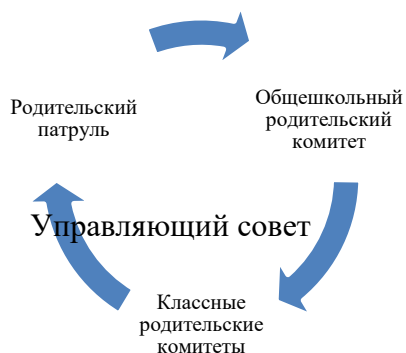 Родительский
патруль
Общешкольный
родительский
комитет
Управляющий совет
Классные
родительские
комитеты